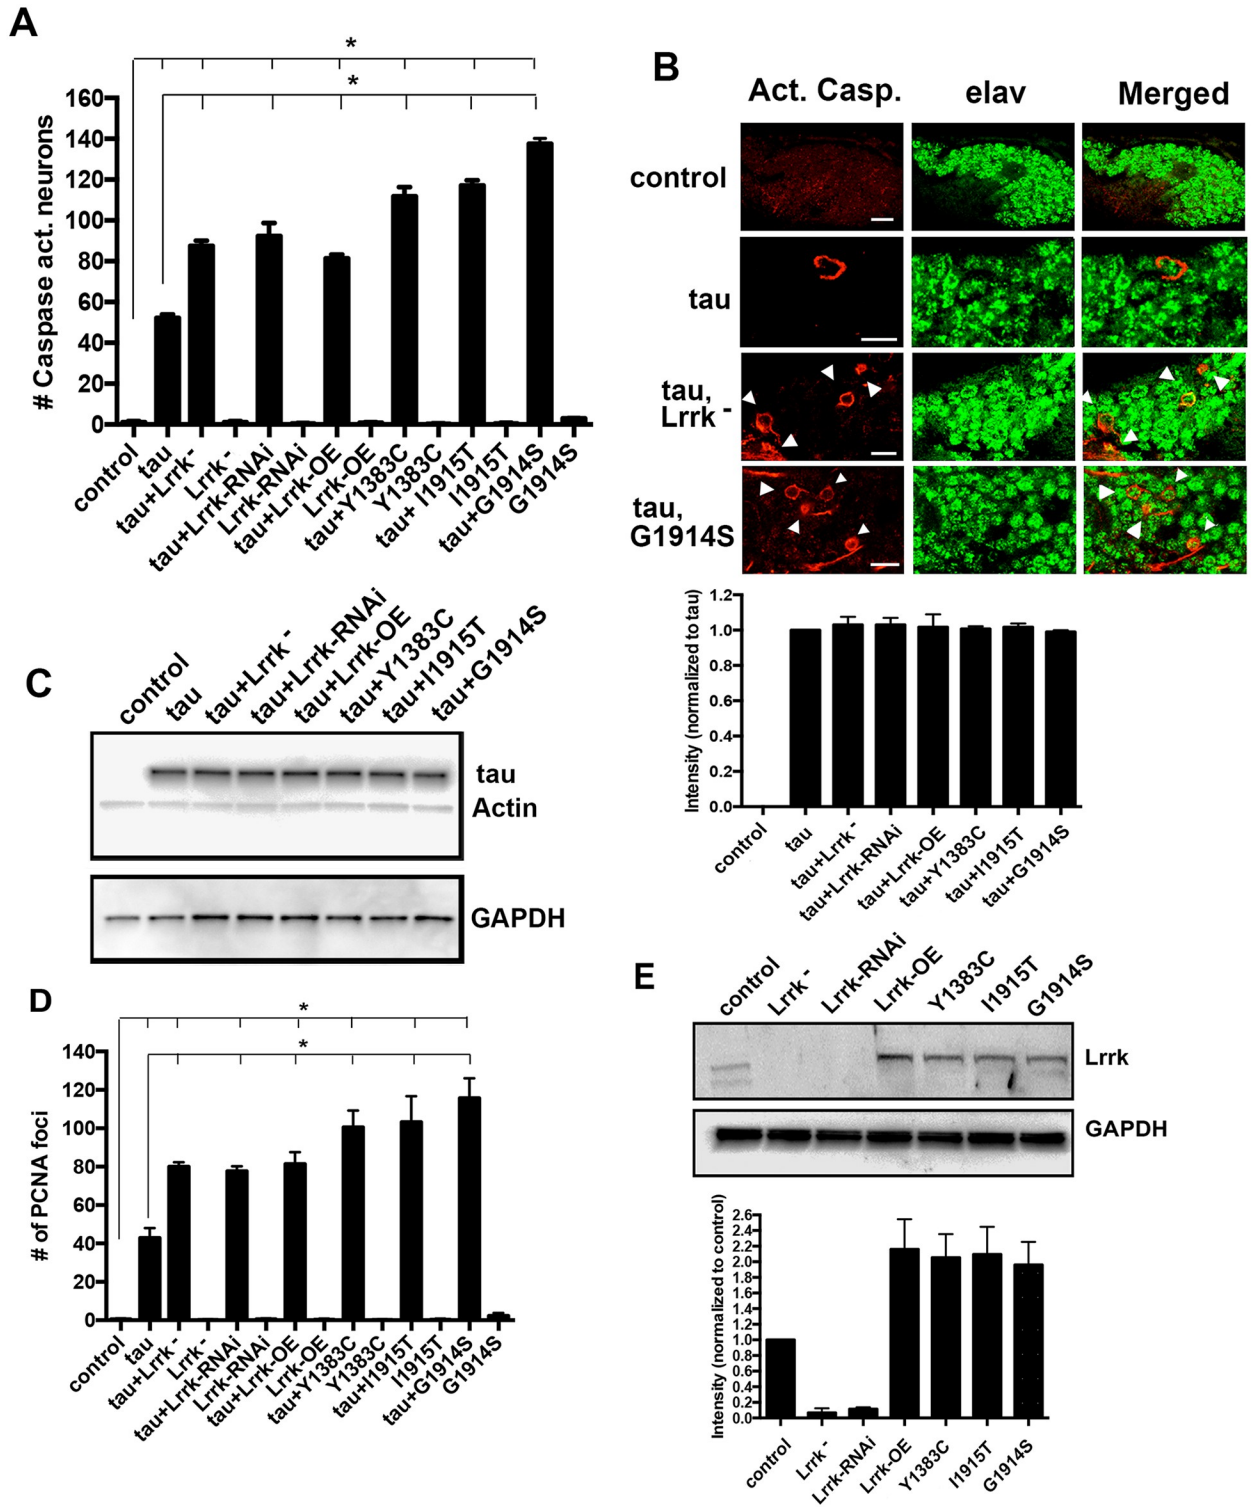 A
*
*
# Caspase act. neurons
160
140
120
100
80
60
40
20
0
control
tau
tau+Lrrk-
Lrrk-
tau+Lrrk-RNAi
Lrrk-RNAi
tau+Lrrk-OE
Lrrk-OE
tau+Y1383C
Y1383C
tau+I1915T
I1915T
tau+G1914S
G1914S
B
Act. Casp. elav Merged
control
tau
tau,
Lrrk-
tau,
G1914S
C
control
tau
tau+Lrrk-
tau+Lrrk-RNAi
tau+Lrrk-OE
tau+Y1383C
tau+I1915T
tau+G1914S
tau
Actin
GAPDH
Intensity (normalized to tau)
1.2
1.0
0.8
0.6
0.4
0.2
0.0
control
tau
tau+Lrrk-
tau+Lrrk-RNAi
tau+Lrrk-OE
tau+Y1383C
tau+I1915T
tau+G1914S
D
*
*
# of PCNA foci
140
120
100
80
60
40
20
0
control
tau
tau+Lrrk-
Lrrk-
tau+Lrrk-RNAi
Lrrk-RNAi
tau+Lrrk-OE
Lrrk-OE
tau+Y1383C
Y1383C
tau+I1915T
I1915T
tau+G1914S
G1914S
E
control
Lrrk-
Lrrk-RNAi
Lrrk-OE
Y1383C
I1915T
G1914S
Lrrk
GAPDH
Intensity (normalized to control)
2.6
2.4
2.2
2.0
1.8
1.6
1.4
1.2
1.0
0.8
0.6
0.4
0.2
0.0
control
Lrrk-
Lrrk-RNAi
Lrrk-OE
Y1383C
I1915T
G1914S